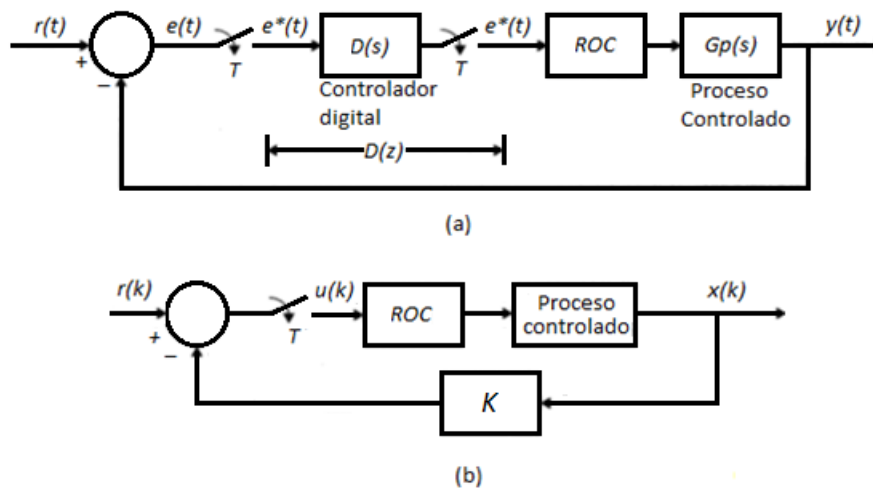 r(t) e(t) e*(t) D(s) e*(t) ROC Gp(s) y(t)
+ − T T
Controlador digital
Proceso Controlado
D(z)
(a)
r(k) u(k) ROC Proceso controlado x(k)
+ − T
K
(b)